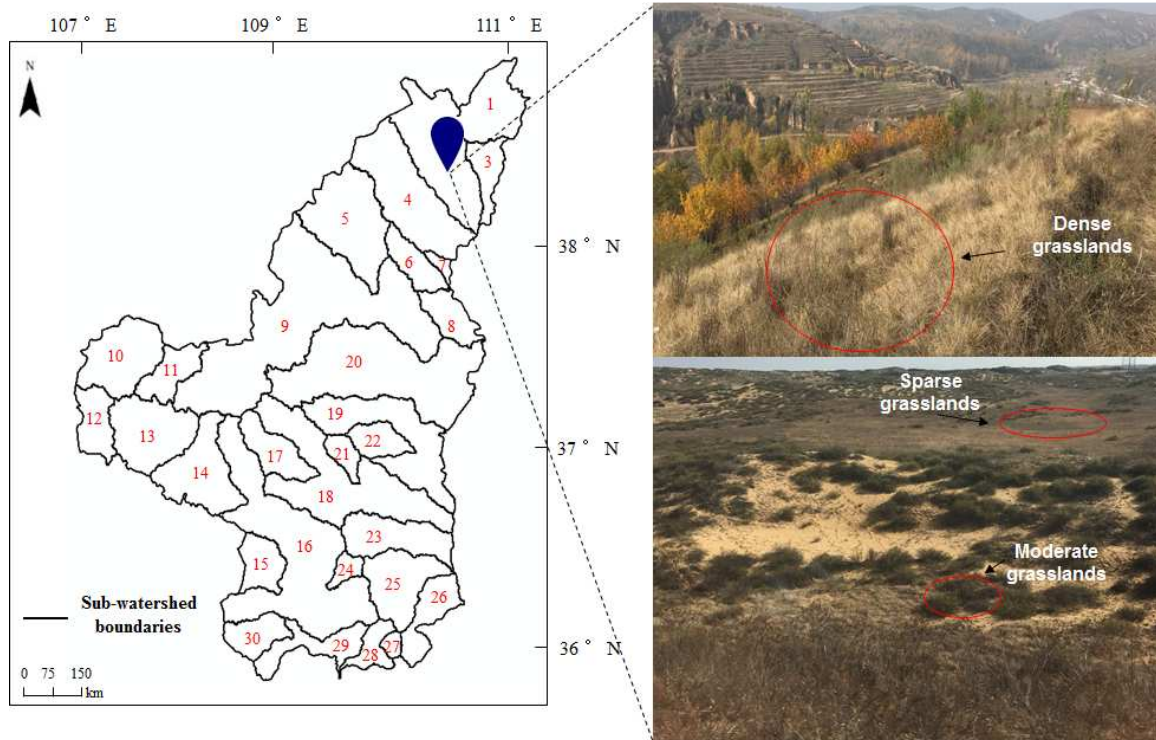 107 ° E
109 ° E
111 ° E
N
1
3
4
5
38 ° N
6
7
8
9
10
11
20
12
13
19
22
21
17
37 ° N
14
18
16
23
15
24
25
26
Sub-watershed
boundaries
30
29
28
27
36 ° N
0 75 150
km
Dense
grasslands
Sparse
grasslands
Moderate
grasslands